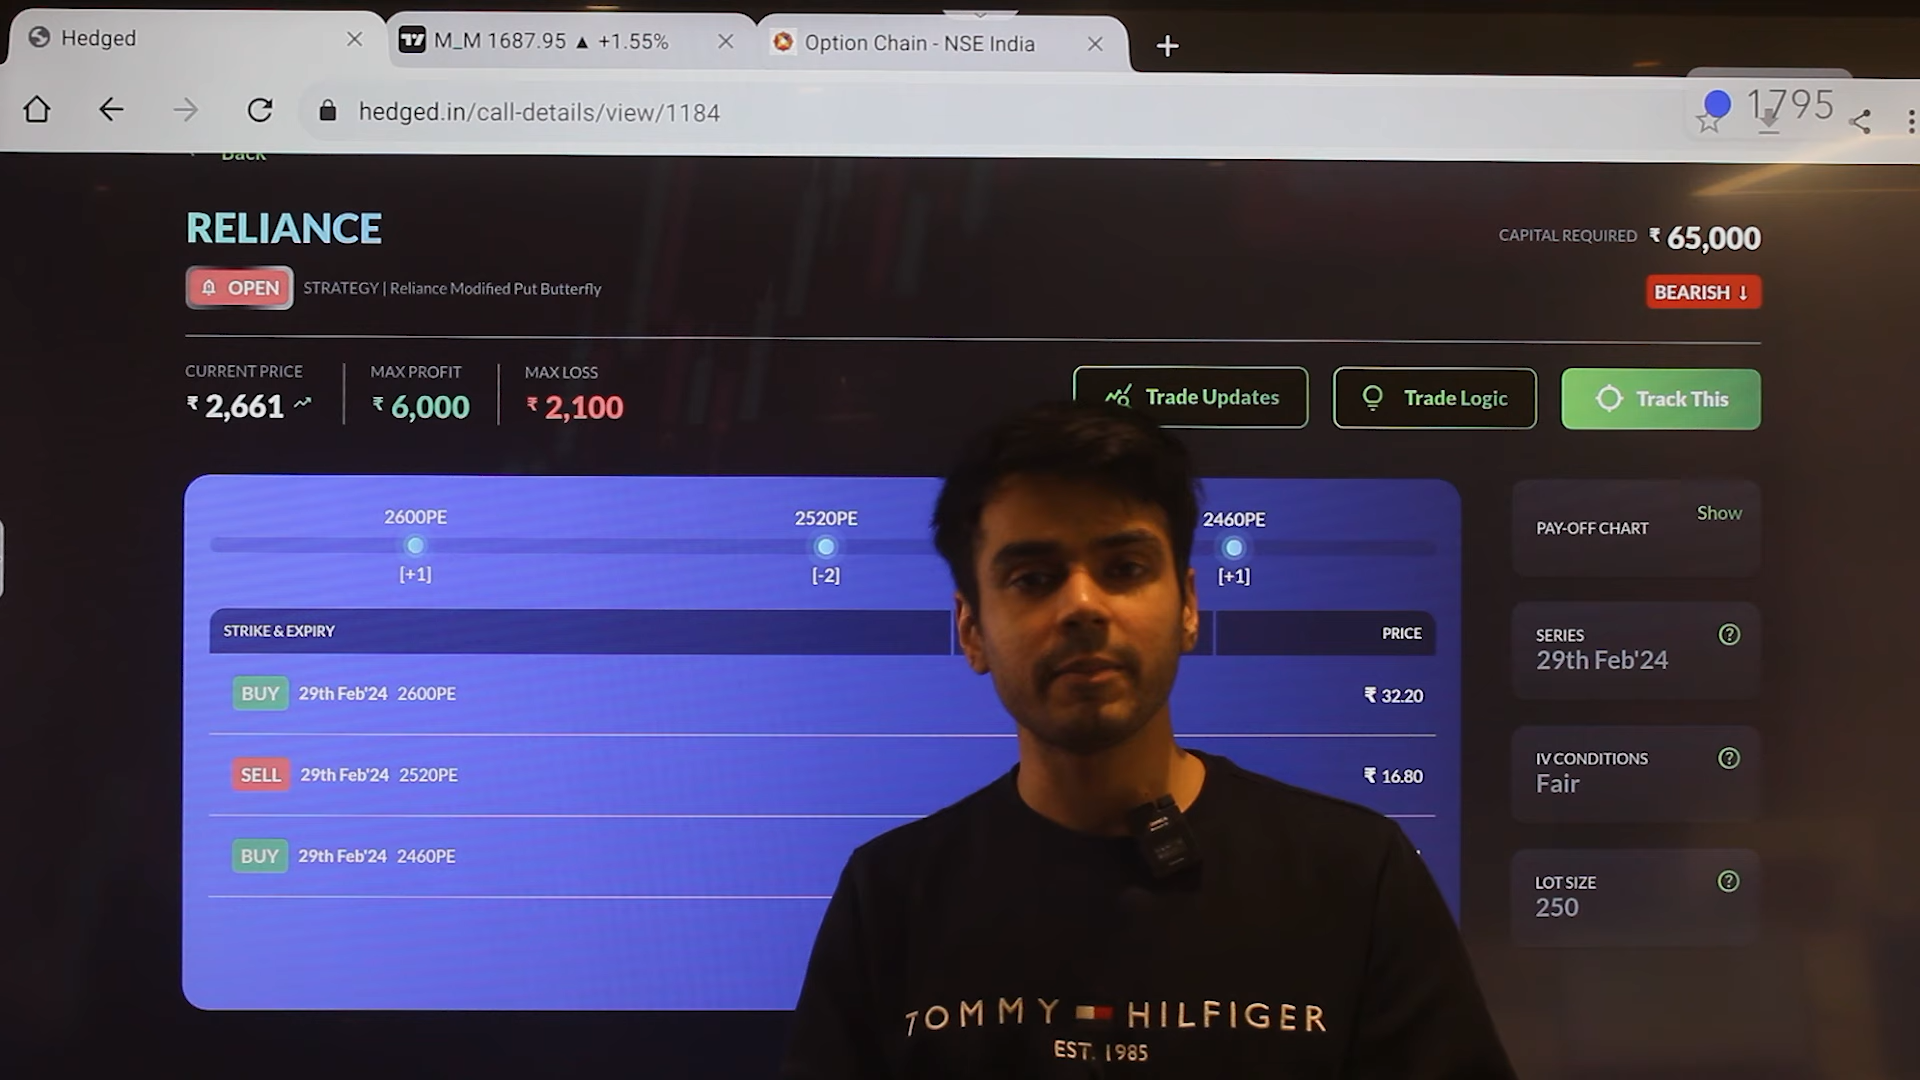 Hedged
M_M 1687.95 ▲ +1.55%
Option Chain - NSE India
hedged.in/call-details/view/1184
1795
Back
RELIANCE
CAPITAL REQUIRED ₹ 65,000
OPEN
STRATEGY | Reliance Modified Put Butterfly
BEARISH ↓
CURRENT PRICE
₹ 2,661
MAX PROFIT
₹ 6,000
MAX LOSS
₹ 2,100
Trade Updates
Trade Logic
Track This
2600PE
2520PE
2460PE
[+1]
[-2]
[+1]
STRIKE & EXPIRY
PRICE
BUY 29th Feb'24 2600PE
₹ 32.20
SELL 29th Feb'24 2520PE
₹ 16.80
BUY 29th Feb'24 2460PE
PAY-OFF CHART
Show
SERIES
29th Feb'24
IV CONDITIONS
Fair
LOT SIZE
250
TOMMY HILFIGER
EST. 1985